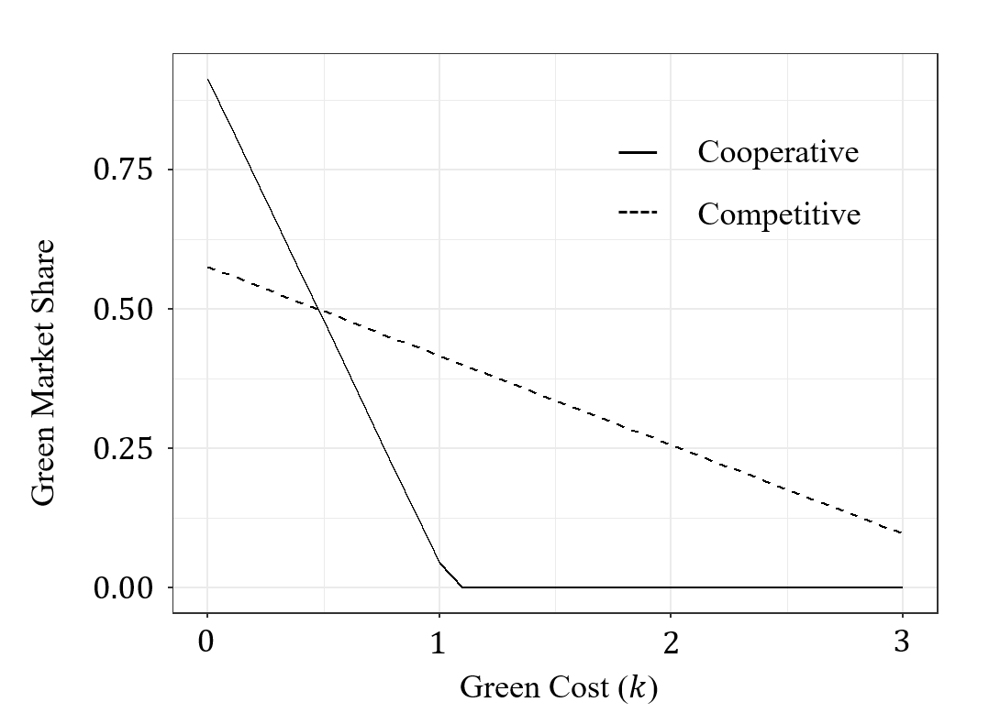 Green Market Share
0.75
0.50
0.25
0.00
Cooperative
Competitive
0 1 2 3
Green Cost (k)